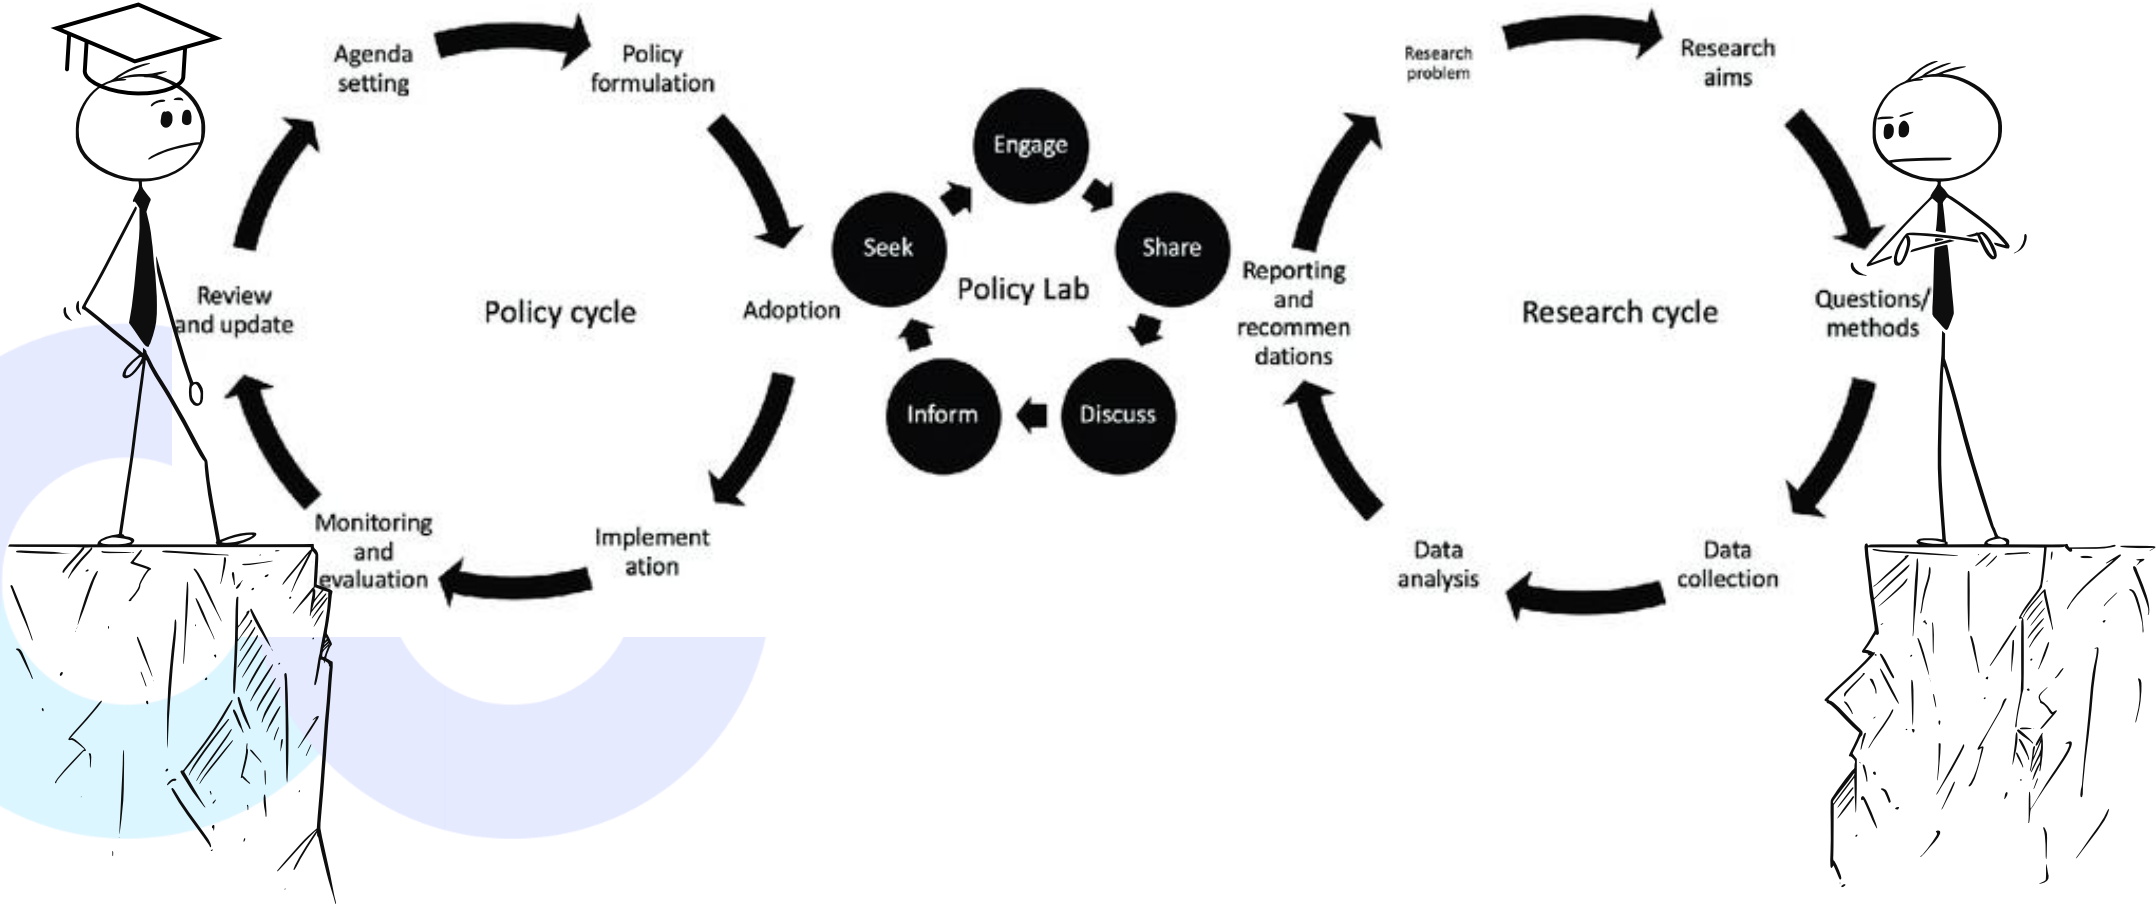 Agenda
setting
Policy
formulation
Adoption
Implement
ation
Monitoring
and
evaluation
Review
and update
Policy cycle
Engage
Share
Discuss
Inform
Seek
Policy Lab
Research
problem
Research
aims
Questions/
methods
Data
collection
Data
analysis
Reporting
and
recommen
dations
Research cycle